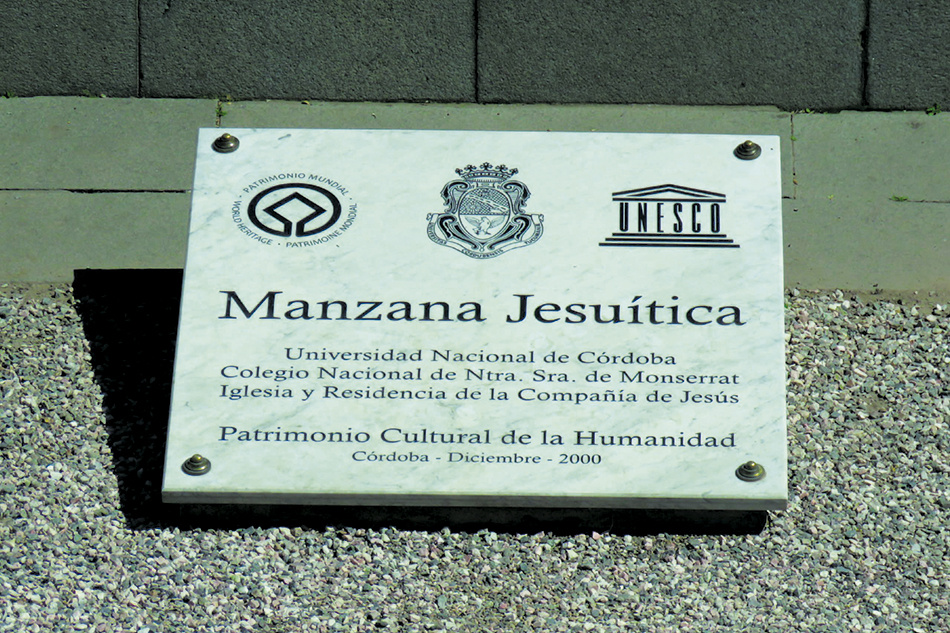 PATRIMONIO MUNDIAL · WORLD HERITAGE · PATRIMOINE MONDIAL ·
UNESCO
Manzana Jesuítica
Universidad Nacional de Córdoba
Colegio Nacional de Ntra. Sra. de Monserrat
Iglesia y Residencia de la Compañía de Jesús
Patrimonio Cultural de la Humanidad
Córdoba - Diciembre - 2000